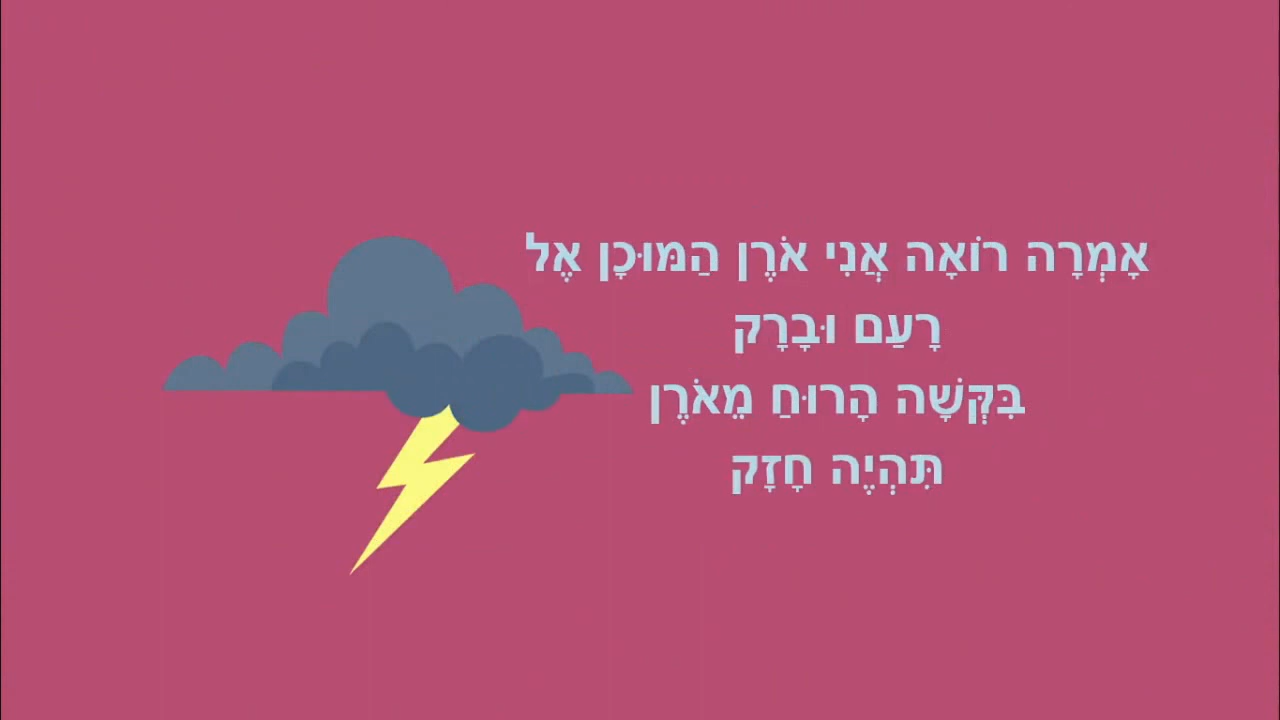 אָמְרָה רוֹאָה אֲנִי אֹרֶן הַמּוּכָן אֶל
רָעַם וּבָרָק
בִּקְּשָׁה הָרוּחַ מֵאֹרֶן
תִּהְיֶה חָזָק